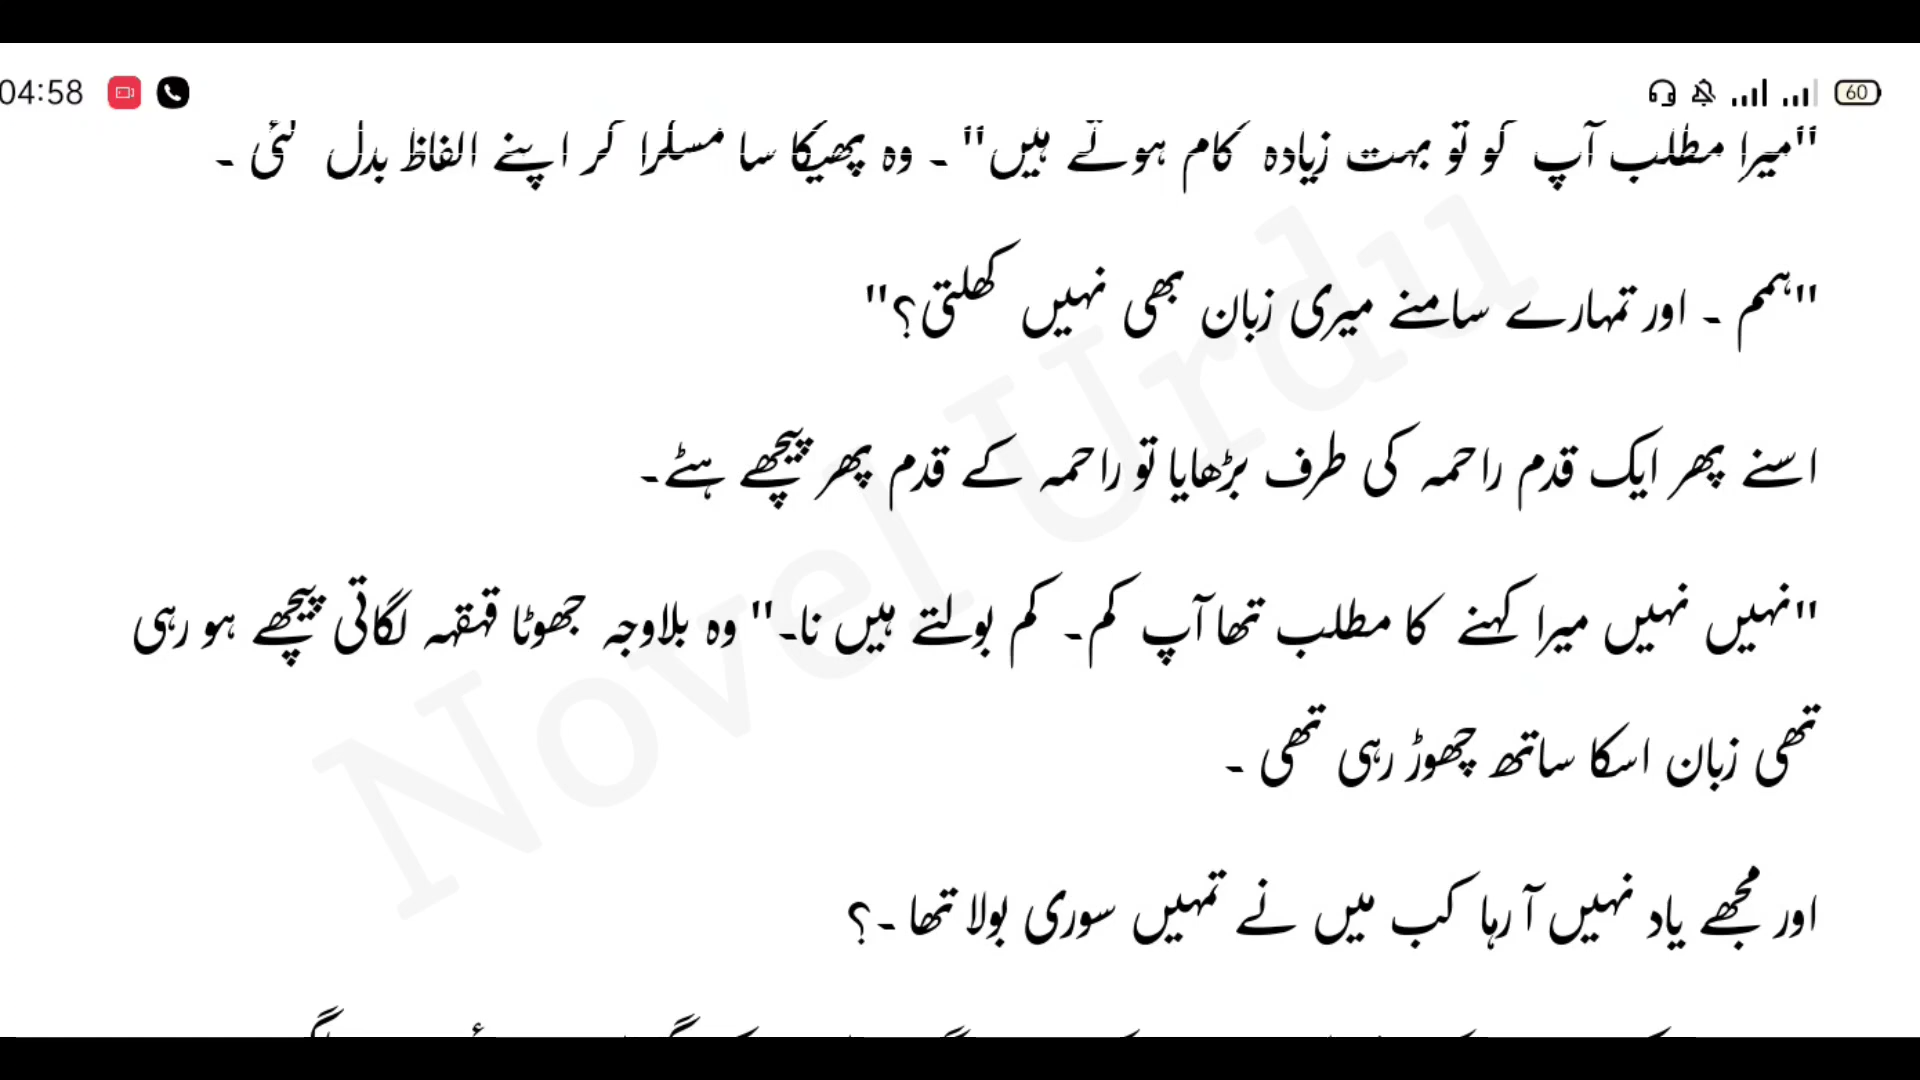 04:58
60
"میرا مطلب آپ کو تو بہت زیادہ کام ہوتے ہیں" ۔ وہ پھیکا سا مسکرا کر اپنے الفاظ بدل گئی ۔
"ہمم ۔ اور تمہارے سامنے میری زبان بھی نہیں کھلتی؟"
اسنے پھر ایک قدم راحمہ کی طرف بڑھایا تو راحمہ کے قدم پھر پیچھے ہٹے۔
"نہیں نہیں میرا کہنے کا مطلب تھا آپ کم۔ کم بولتے ہیں نا۔" وہ بلاوجہ جھوٹا قہقہہ لگاتی پیچھے ہو رہی
تھی زبان اسکا ساتھ چھوڑ رہی تھی ۔
اور مجھے یاد نہیں آ رہا کب میں نے تمہیں سوری بولا تھا ۔؟
Novel Urdu